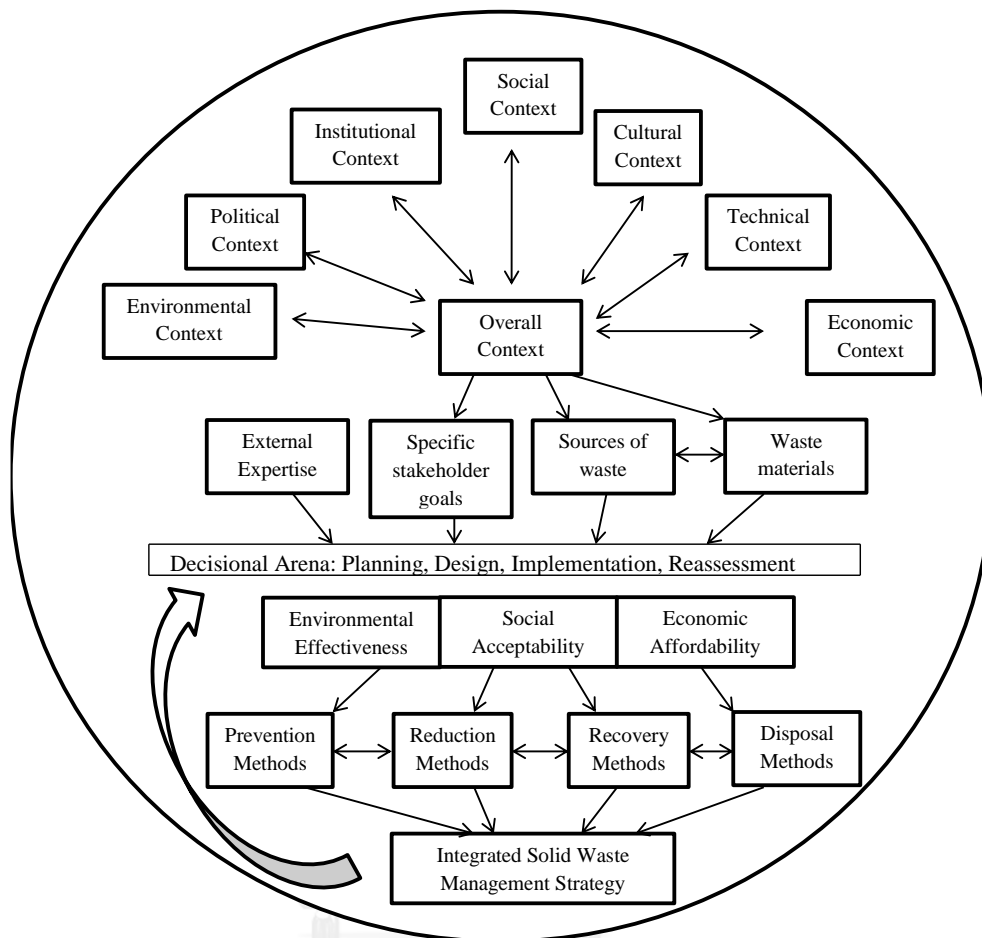 Social
Context
Institutional
Context
Cultural
Context
Political
Context
Technical
Context
Environmental
Context
Overall
Context
Economic
Context
External
Expertise
Specific
stakeholder
goals
Sources of
waste
Waste
materials
Decisional Arena: Planning, Design, Implementation, Reassessment
Environmental
Effectiveness
Social
Acceptability
Economic
Affordability
Prevention
Methods
Reduction
Methods
Recovery
Methods
Disposal
Methods
Integrated Solid Waste
Management Strategy